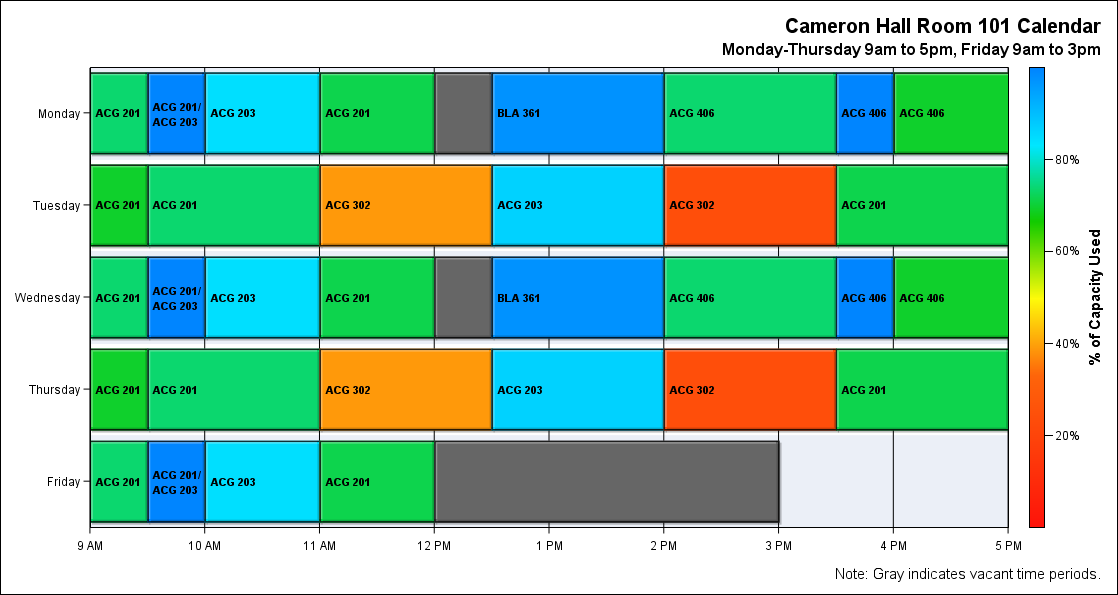 Cameron Hall Room 101 Calendar
Monday-Thursday 9am to 5pm, Friday 9am to 3pm
Monday
ACG 201
ACG 201/
ACG 203
ACG 203
ACG 201
BLA 361
ACG 406
ACG 406
ACG 406
Tuesday
ACG 201
ACG 201
ACG 302
ACG 203
ACG 302
ACG 201
Wednesday
ACG 201
ACG 201/
ACG 203
ACG 203
ACG 201
BLA 361
ACG 406
ACG 406
ACG 406
Thursday
ACG 201
ACG 201
ACG 302
ACG 203
ACG 302
ACG 201
Friday
ACG 201
ACG 201/
ACG 203
ACG 203
ACG 201
9 AM
10 AM
11 AM
12 PM
1 PM
2 PM
3 PM
4 PM
5 PM
80%
60%
40%
20%
% of Capacity Used
Note: Gray indicates vacant time periods.